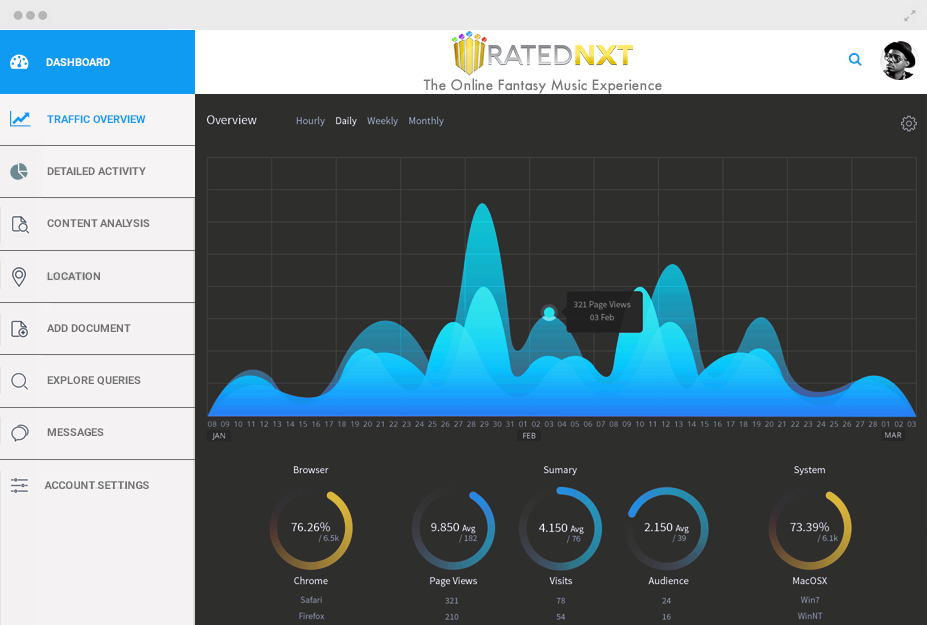 RATEDNXT
The Online Fantasy Music Experience
DASHBOARD
TRAFFIC OVERVIEW
DETAILED ACTIVITY
CONTENT ANALYSIS
LOCATION
ADD DOCUMENT
EXPLORE QUERIES
MESSAGES
ACCOUNT SETTINGS
Overview Hourly Daily Weekly Monthly
321 Page Views
03 Feb
08 09 10 11 12 13 14 15 16 17 18 19 20 21 22 23 24 25 26 27 28 29 30 31 01 02 03 04 05 06 07 08 09 10 11 12 13 14 15 16 17 18 19 20 21 22 23 24 25 26 27 28 01 02 03
JAN FEB MAR
Browser Sumary System
76.26% 9.850 Avg 4.150 Avg 2.150 Avg 73.39%
/ 6.5k / 182 / 76 / 39 / 6.1k
Chrome Page Views Visits Audience MacOSX
Safari 321 78 24 Win7
Firefox 210 54 16 WinNT